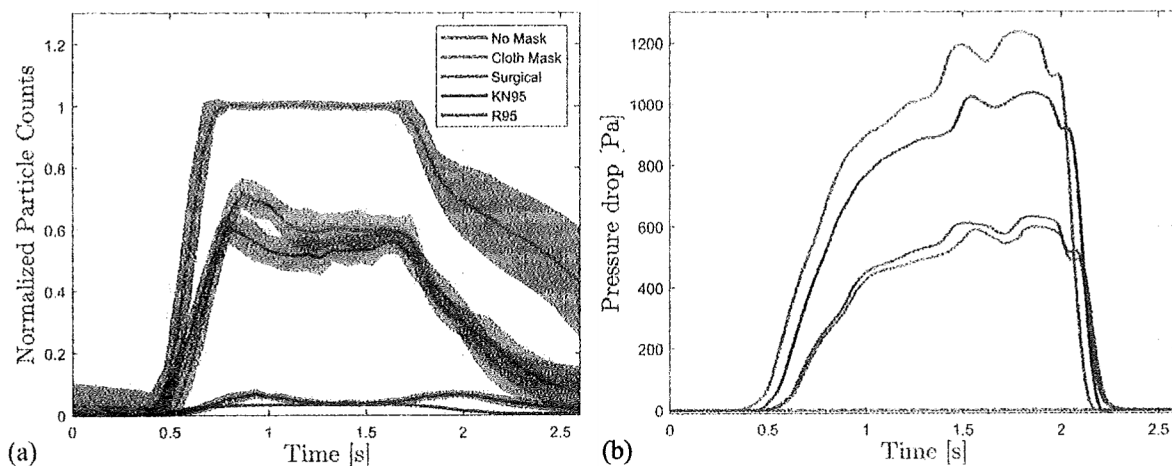 Normalized Particle Counts
1.2
1
0.8
0.6
0.4
0.2
0
No Mask
Cloth Mask
Surgical
KN95
R95
0
0.5
1
1.5
2
2.5
Time [s]
(a)
Pressure drop [Pa]
1200
1000
800
600
400
200
0
0
0.5
1
1.5
2
2.5
Time [s]
(b)